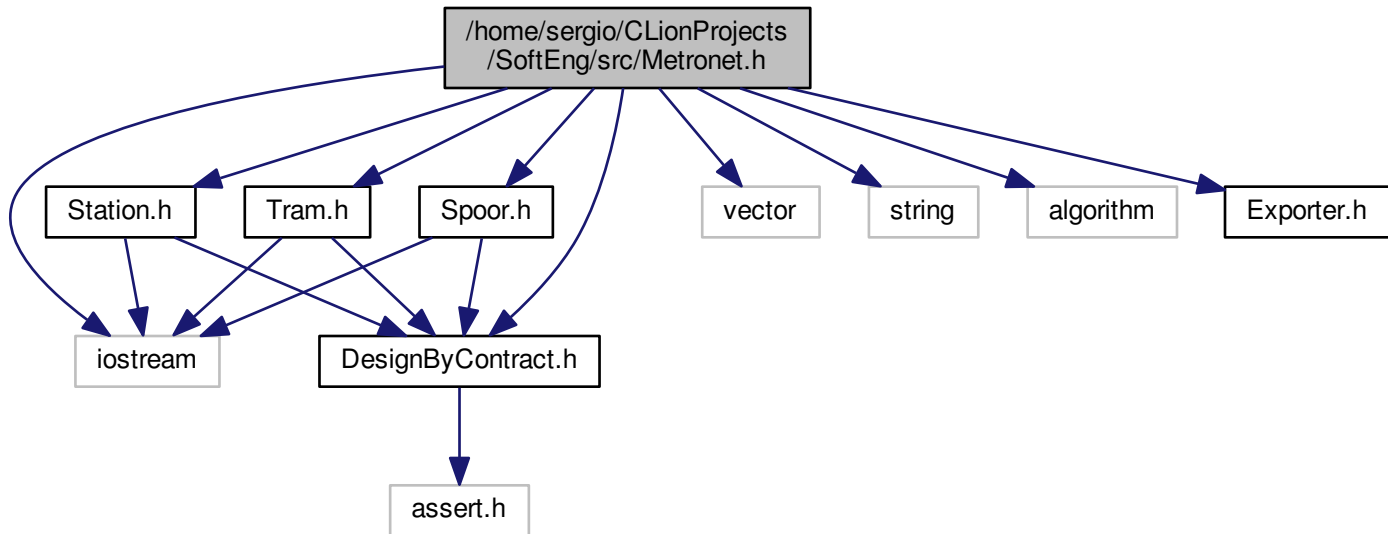 /home/sergio/CLionProjects
/SoftEng/src/Metronet.h
Station.h
Tram.h
Spoor.h
vector
string
algorithm
Exporter.h
iostream
DesignByContract.h
assert.h